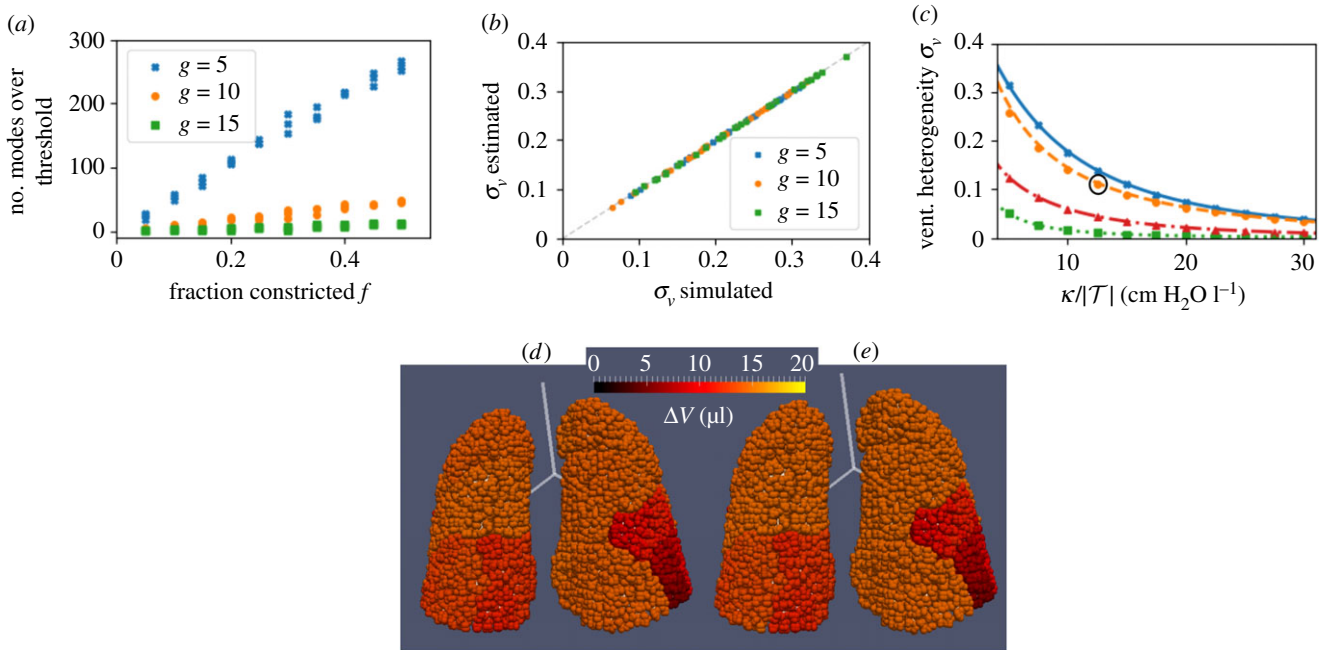 (a)
no. modes over threshold
300
200
100
0
g = 5
g = 10
g = 15
0
0.2
0.4
fraction constricted f
(b)
σv estimated
0.4
0.3
0.2
0.1
0
g = 5
g = 10
g = 15
0
0.1
0.2
0.3
0.4
σv simulated
(c)
vent. heterogeneity σv
0.4
0.3
0.2
0.1
0
10
20
30
κ/|𝒯| (cm H₂O l⁻¹)
(d)
(e)
0 5 10 15 20
ΔV (µl)